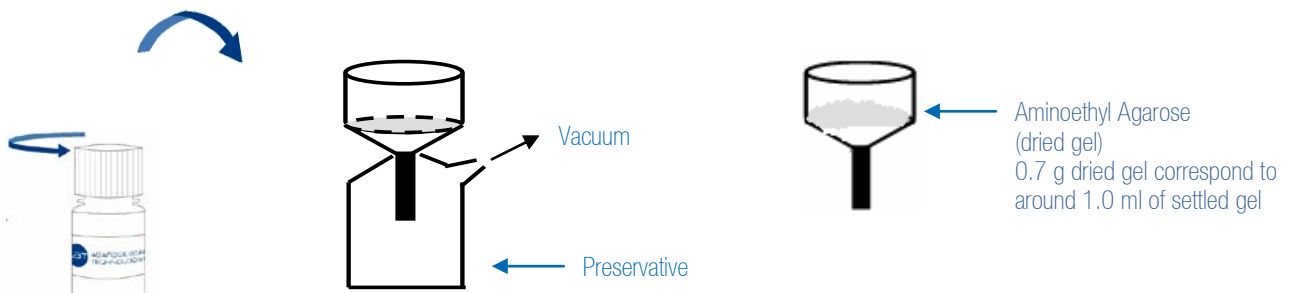 Vacuum
Preservative
Aminoethyl Agarose
(dried gel)
0.7 g dried gel correspond to
around 1.0 ml of settled gel